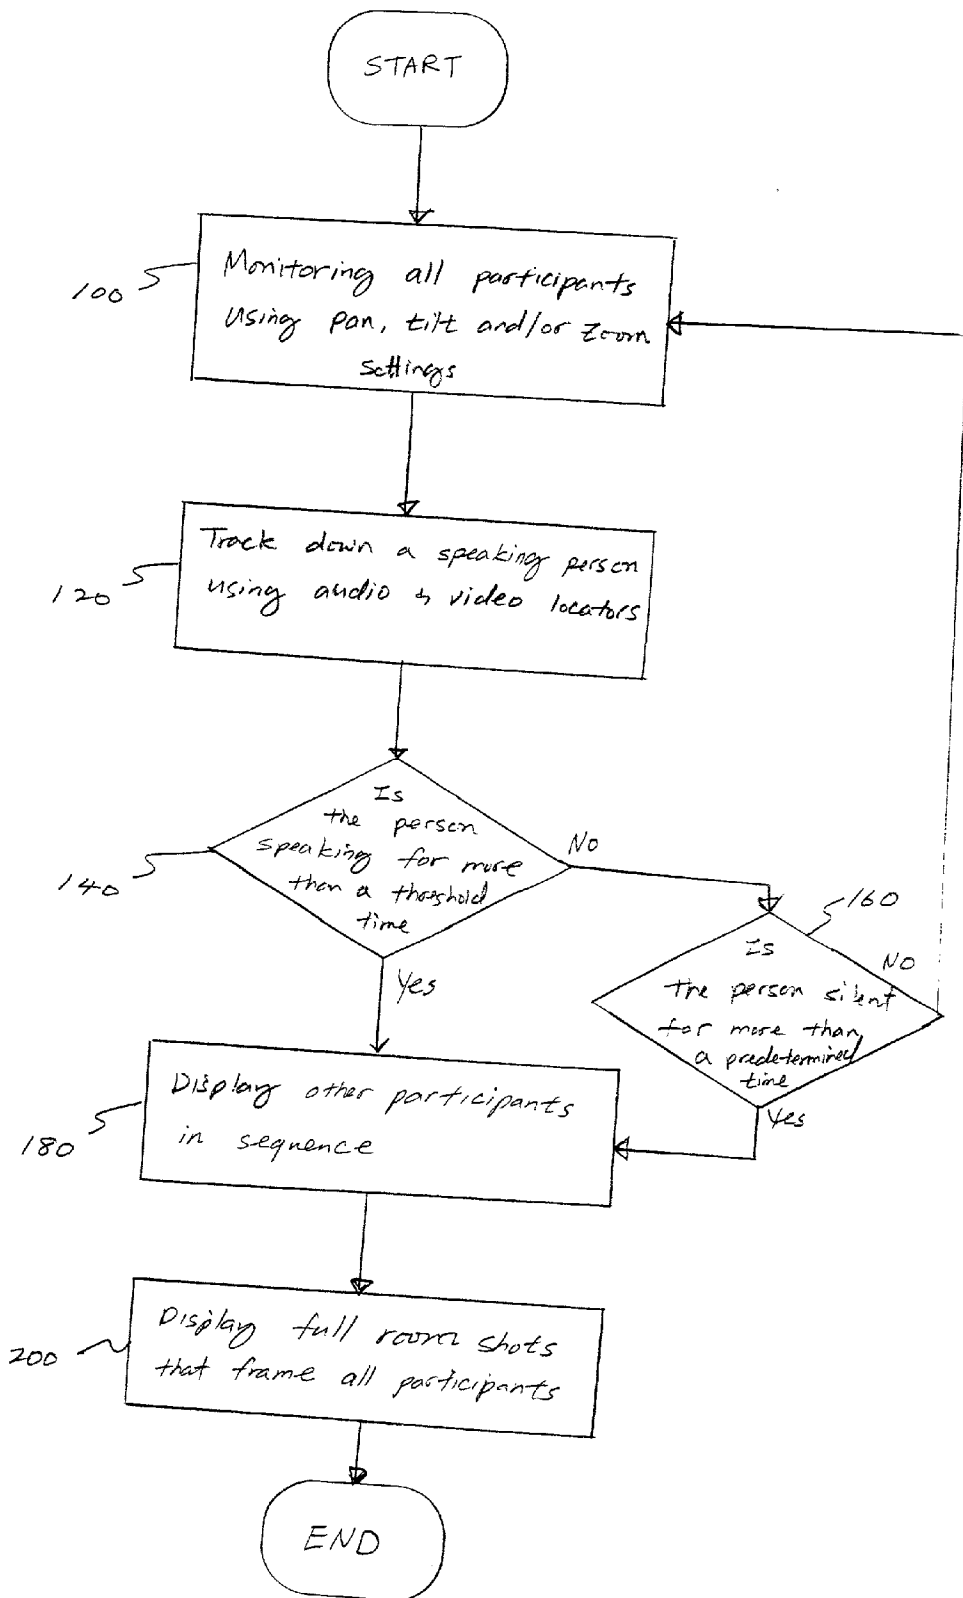 START
Monitoring all participants
Using pan, tilt and/or zoom
settings
100
Track down a speaking person
using audio & video locators
120
Is
the person
speaking for more
than a threshold
time
140
NO
Yes
160
Is
the person silent
for more than
a predetermined
time
NO
Yes
Display other participants
in sequence
180
Display full room shots
that frame all participants
200
END